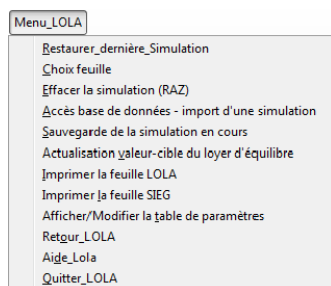 Menu_LOLA
Restaurer_dernière_Simulation
Choix feuille
Effacer la simulation (RAZ)
Accès base de données - import d'une simulation
Sauvegarde de la simulation en cours
Actualisation valeur-cible du loyer d'équilibre
Imprimer la feuille LOLA
Imprimer la feuille SIEG
Afficher/Modifier la table de paramètres
Retour_LOLA
Aide_Lola
Quitter_LOLA